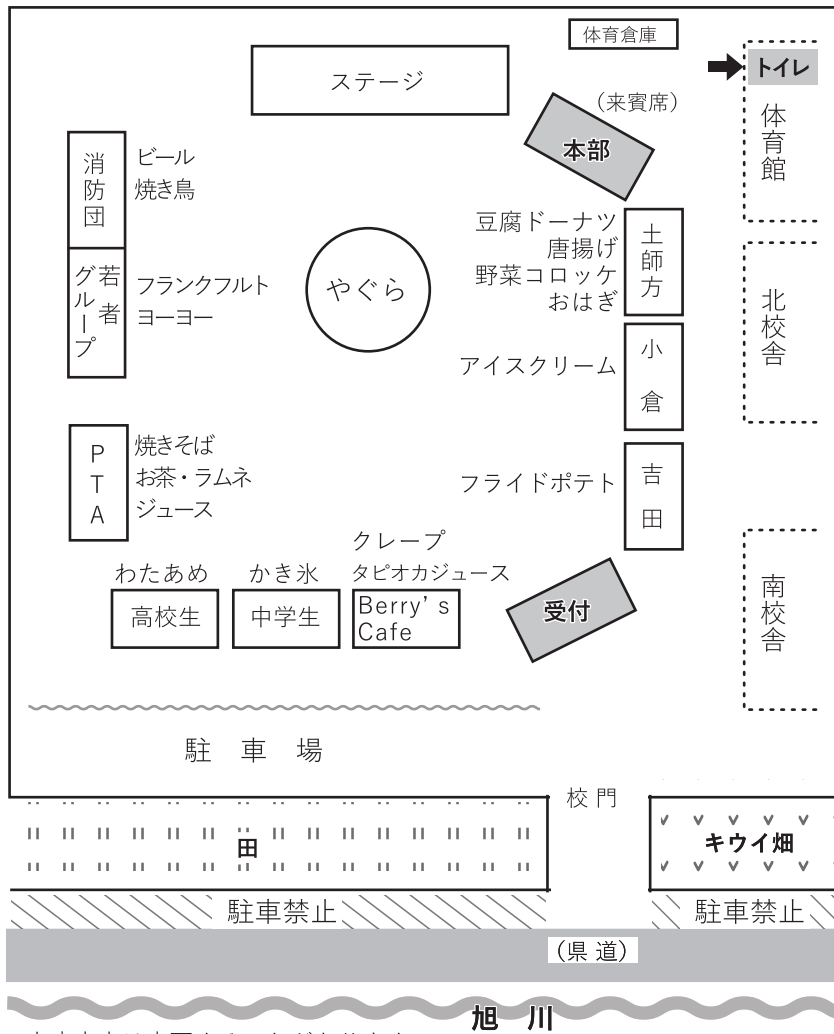 体育倉庫
ステージ
トイレ
(来賓席)
本部
体育館
消防団
ビール
焼き鳥
豆腐ドーナツ
唐揚げ
野菜コロッケ
おはぎ
土師方
やぐら
若者
グループ
フランクフルト
ヨーヨー
北校舎
アイスクリーム
小倉
PTA
焼きそば
お茶・ラムネ
ジュース
フライドポテト
吉田
クレープ
タピオカジュース
わたあめ
かき氷
高校生
中学生
Berry's
Cafe
受付
南校舎
駐車場
校門
田
キウイ畑
駐車禁止
駐車禁止
(県道)
旭川